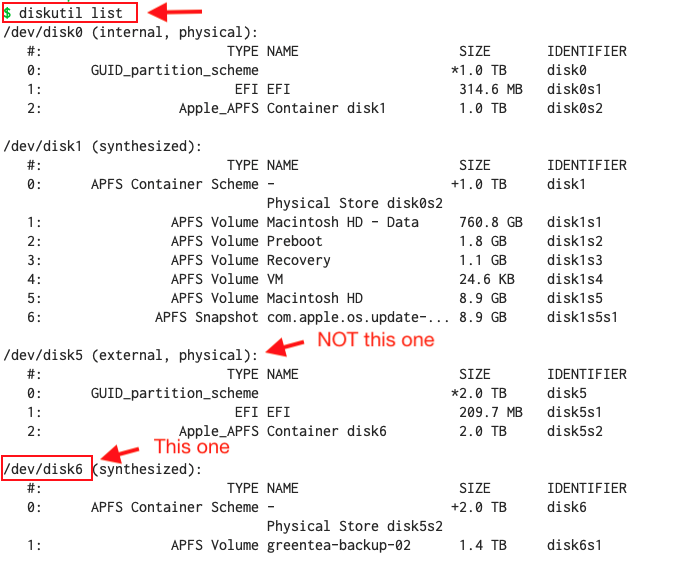 $ diskutil list
/dev/disk0 (internal, physical):
#: TYPE NAME SIZE IDENTIFIER
0: GUID_partition_scheme *1.0 TB disk0
1: EFI EFI 314.6 MB disk0s1
2: Apple_APFS Container disk1 1.0 TB disk0s2
/dev/disk1 (synthesized):
#: TYPE NAME SIZE IDENTIFIER
0: APFS Container Scheme - +1.0 TB disk1
Physical Store disk0s2
1: APFS Volume Macintosh HD - Data 760.8 GB disk1s1
2: APFS Volume Preboot 1.8 GB disk1s2
3: APFS Volume Recovery 1.1 GB disk1s3
4: APFS Volume VM 24.6 KB disk1s4
5: APFS Volume Macintosh HD 8.9 GB disk1s5
6: APFS Snapshot com.apple.os.update-... 8.9 GB disk1s5s1
/dev/disk5 (external, physical): NOT this one
#: TYPE NAME SIZE IDENTIFIER
0: GUID_partition_scheme *2.0 TB disk5
1: EFI EFI 209.7 MB disk5s1
2: Apple_APFS Container disk6 2.0 TB disk5s2
This one
/dev/disk6 (synthesized):
#: TYPE NAME SIZE IDENTIFIER
0: APFS Container Scheme - +2.0 TB disk6
Physical Store disk5s2
1: APFS Volume greentea-backup-02 1.4 TB disk6s1